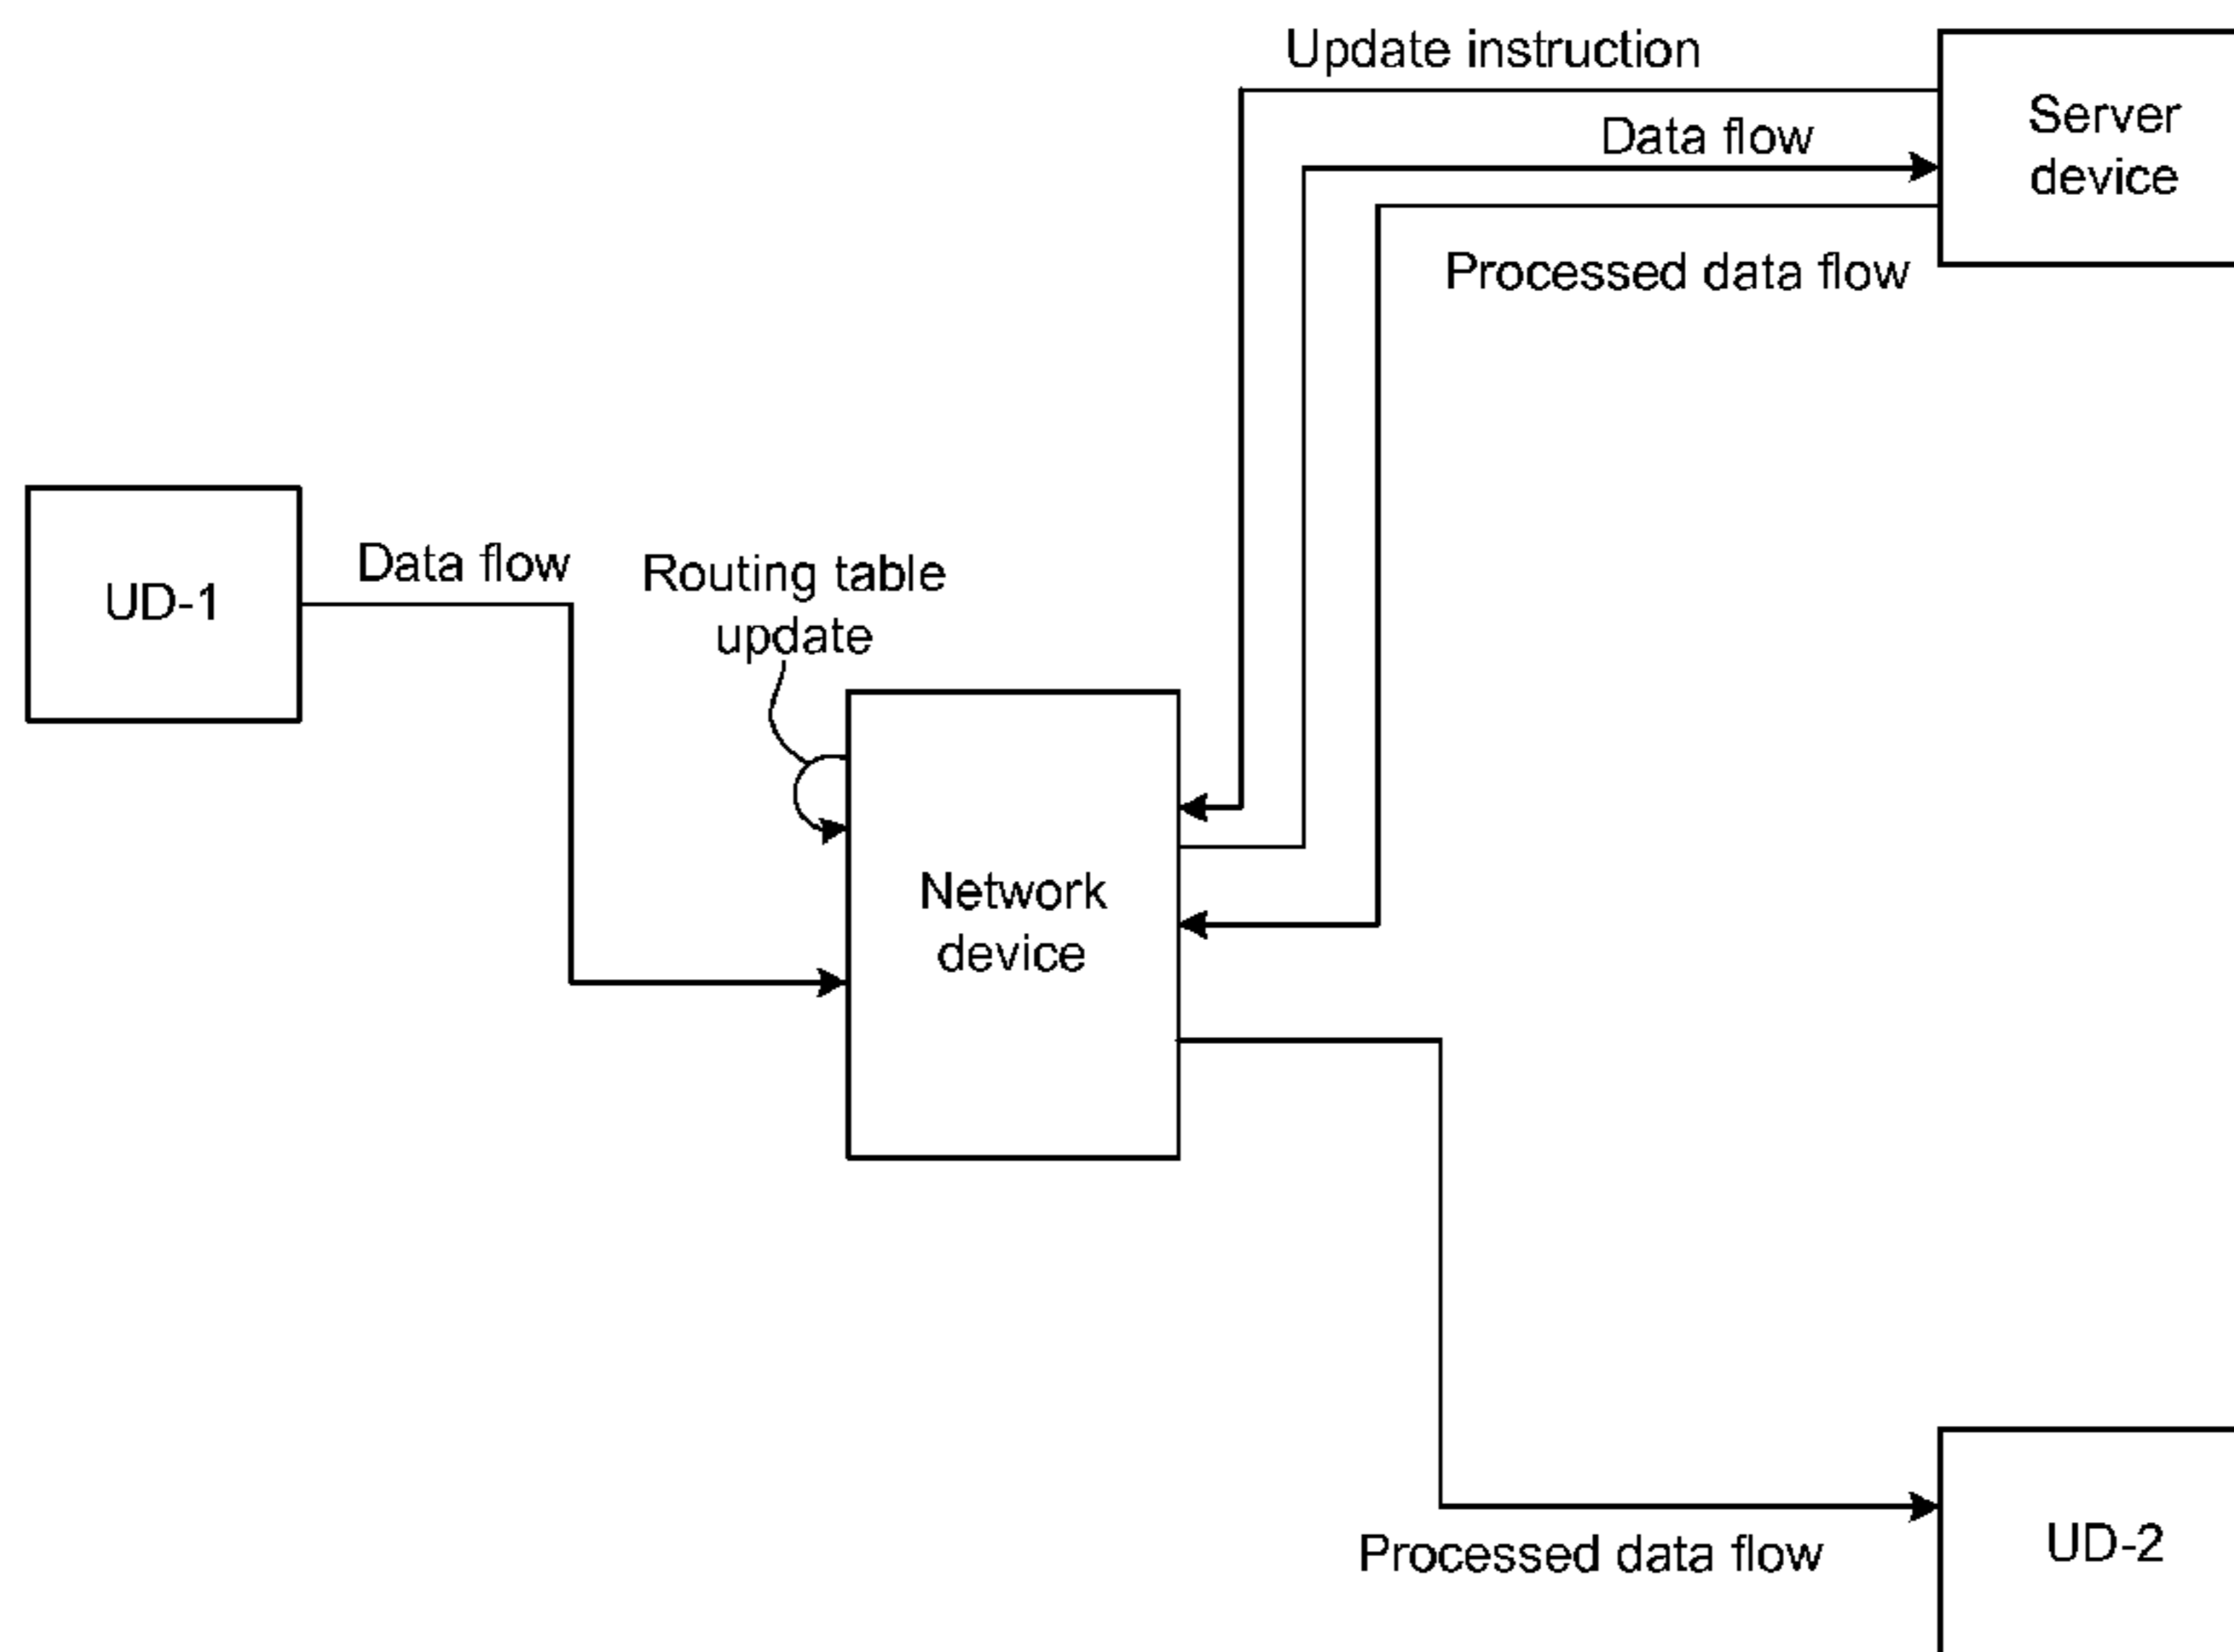 Update instruction
Server
device
Data flow
Processed data flow
UD-1
Data flow
Routing table
update
Network
device
Processed data flow
UD-2